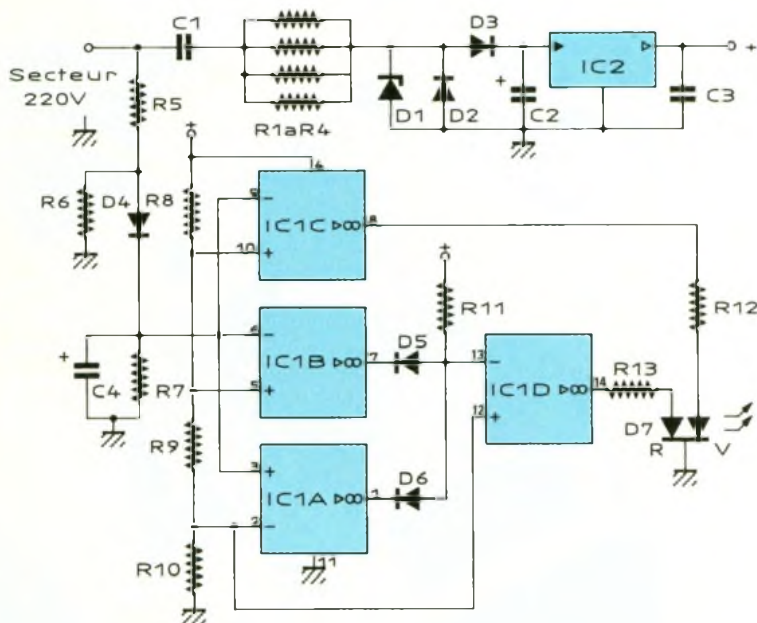 C1
D3
IC2
+
+
Secteur
220V
R5
R1aR4
D1
D2
C2
C3
+
R6
D4
R8
4
9
-
IC1C
8
10
+
+
R11
R12
6
-
IC1B
7
D5
5
+
+
C4
R7
13
-
IC1D
14
R13
12
+
D7
R
V
R9
3
+
IC1A
1
D6
2
-
11
R10